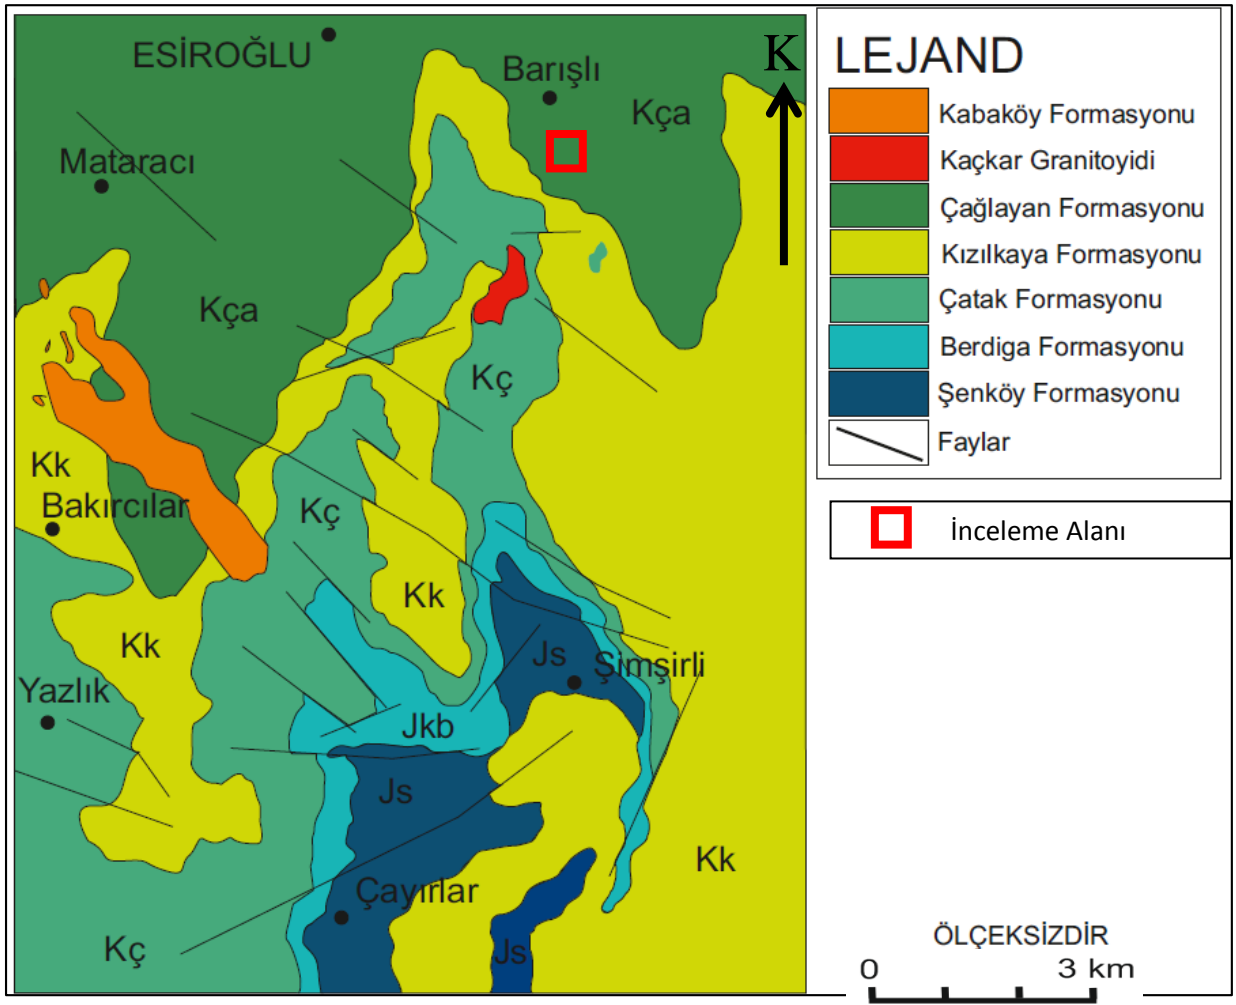 ESİROĞLU
Barışlı
K
Kça
Mataracı
Kça
Kç
Kk
Bakırcılar
Kç
Kk
Kk
Js
Şimşirli
Yazlık
Jkb
Js
Kk
Çayırlar
Kç
Js
LEJAND
Kabaköy Formasyonu
Kaçkar Granitoyidi
Çağlayan Formasyonu
Kızılkaya Formasyonu
Çatak Formasyonu
Berdiga Formasyonu
Şenköy Formasyonu
Faylar
İnceleme Alanı
ÖLÇEKSİZDİR
0 3 km